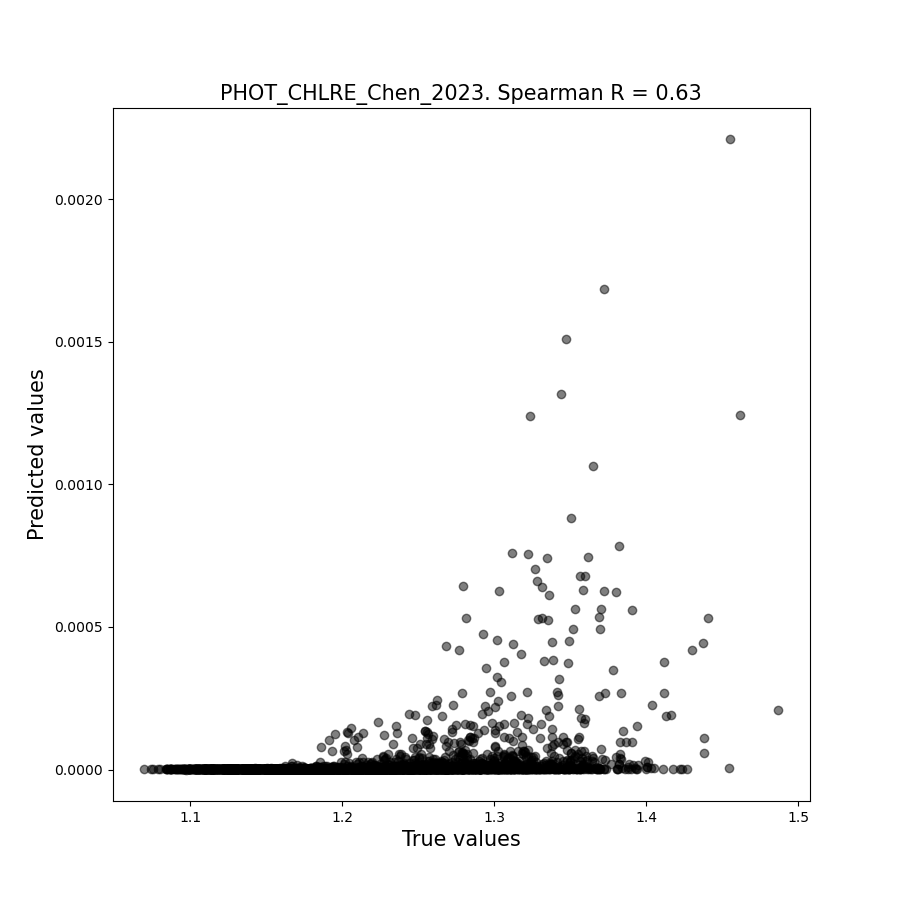 PHOT_CHLRE_Chen_2023. Spearman R = 0.63
Predicted values
0.0020
0.0015
0.0010
0.0005
0.0000
1.1 1.2 1.3 1.4 1.5
True values